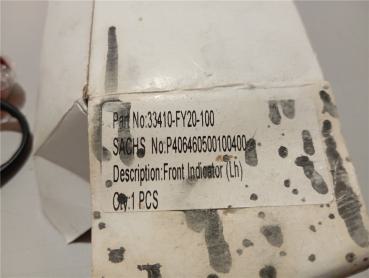 Part No:33410-FY20-100
SACHS No:P406460500100400
Description:Front Indicator (Lh)
Qty:1 PCS